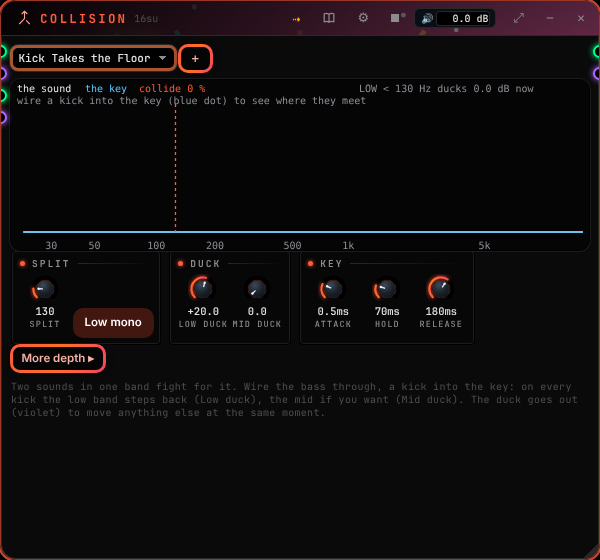 COLLISION 16su 0.0 dB
Kick Takes the Floor +
the sound the key collide 0 % LOW < 130 Hz ducks 0.0 dB now
wire a kick into the key (blue dot) to see where they meet
30 50 100 200 500 1k 5k
SPLIT DUCK KEY
130 +20.0 0.0 0.5ms 70ms 180ms
SPLIT Low mono LOW DUCK MID DUCK ATTACK HOLD RELEASE
More depth ▸
Two sounds in one band fight for it. Wire the bass through, a kick into the key: on every
kick the low band steps back (Low duck), the mid if you want (Mid duck). The duck goes out
(violet) to move anything else at the same moment.